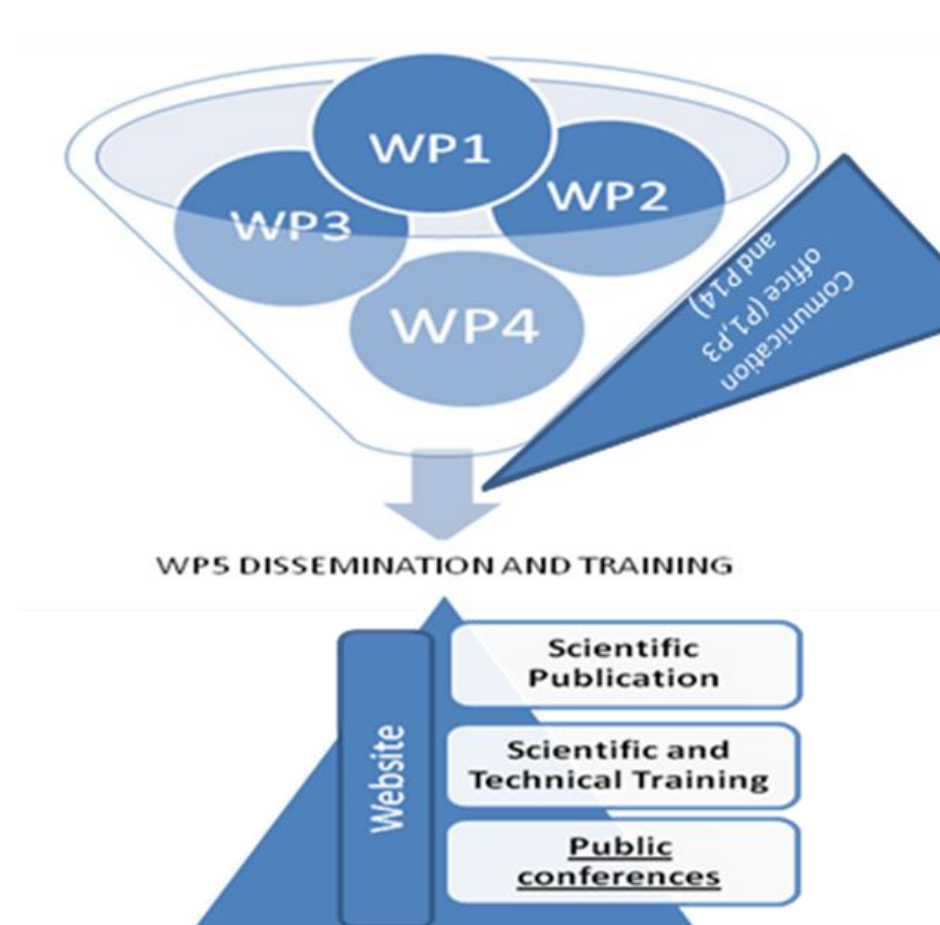 WP1
WP2
WP3
WP4
Comunication
office (P1,P3
and P14)
WP5 DISSEMINATION AND TRAINING
Website
Scientific
Publication
Scientific and
Technical Training
Public
conferences